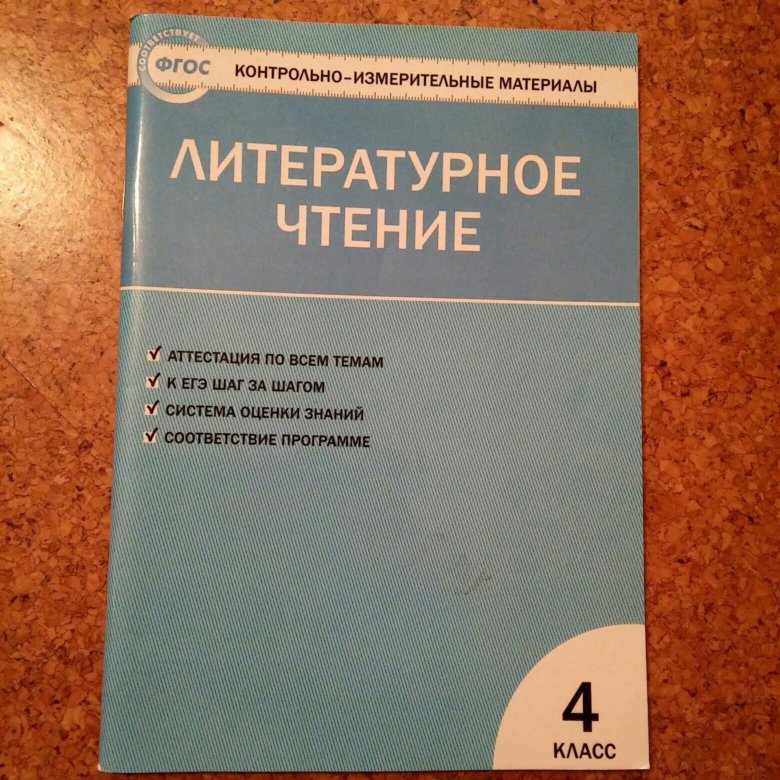 СООТВЕТСТВУЕТ
ФГОС
КОНТРОЛЬНО-ИЗМЕРИТЕЛЬНЫЕ МАТЕРИАЛЫ
ЛИТЕРАТУРНОЕ
ЧТЕНИЕ
АТТЕСТАЦИЯ ПО ВСЕМ ТЕМАМ
К ЕГЭ ШАГ ЗА ШАГОМ
СИСТЕМА ОЦЕНКИ ЗНАНИЙ
СООТВЕТСТВИЕ ПРОГРАММЕ
4
КЛАСС